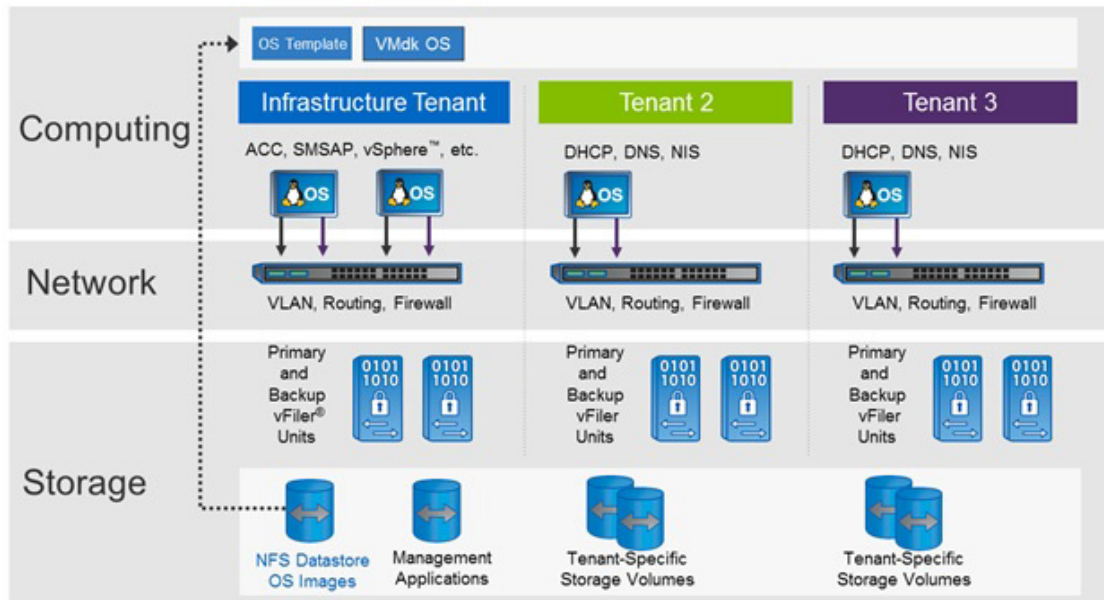 OS Template
VMdk OS
Computing
Infrastructure Tenant
Tenant 2
Tenant 3
ACC, SMSAP, vSphere™, etc.
DHCP, DNS, NIS
DHCP, DNS, NIS
OS
OS
OS
OS
Network
VLAN, Routing, Firewall
VLAN, Routing, Firewall
VLAN, Routing, Firewall
Storage
Primary
and
Backup
vFiler®
Units
0101
1010
0101
1010
Primary
and
Backup
vFiler
Units
0101
1010
0101
1010
Primary
and
Backup
vFiler
Units
0101
1010
0101
1010
NFS Datastore
OS Images
Management
Applications
Tenant-Specific
Storage Volumes
Tenant-Specific
Storage Volumes